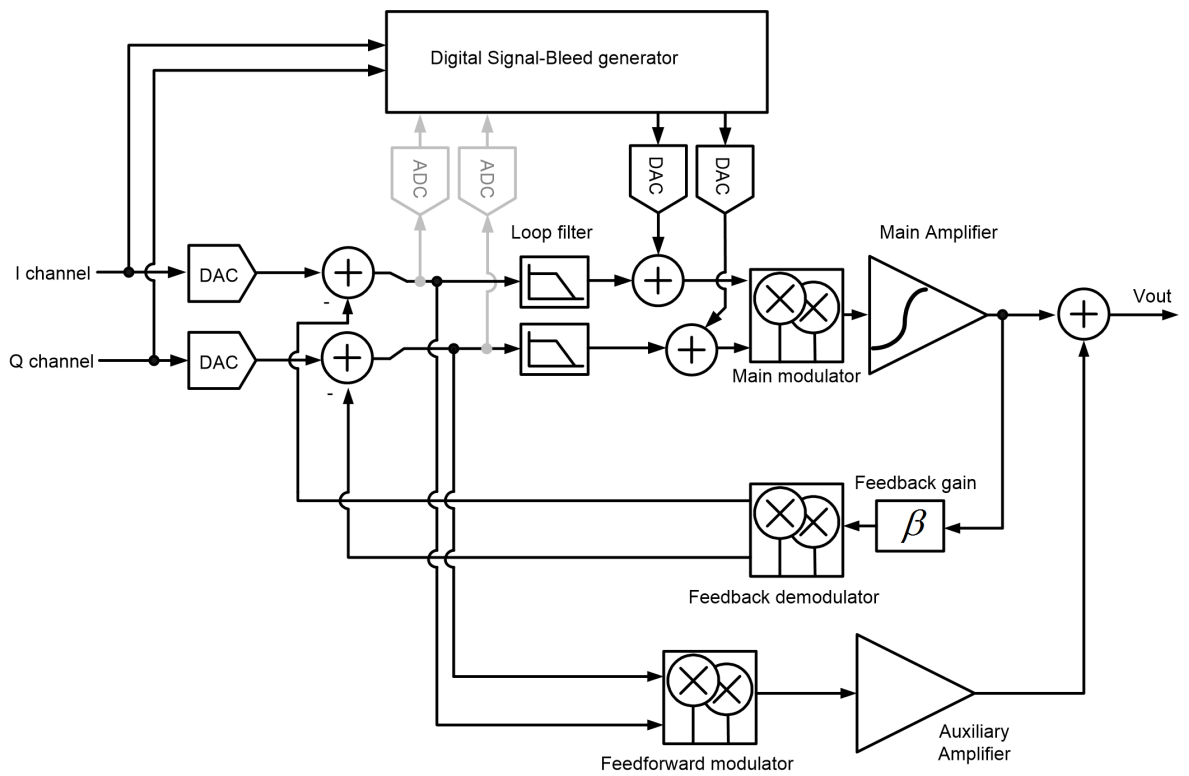 Digital Signal-Bleed generator
ADC
ADC
DAC
DAC
Loop filter
Main Amplifier
I channel
DAC
-
Vout
Q channel
DAC
-
Main modulator
Feedback gain
β
Feedback demodulator
Feedforward modulator
Auxiliary
Amplifier